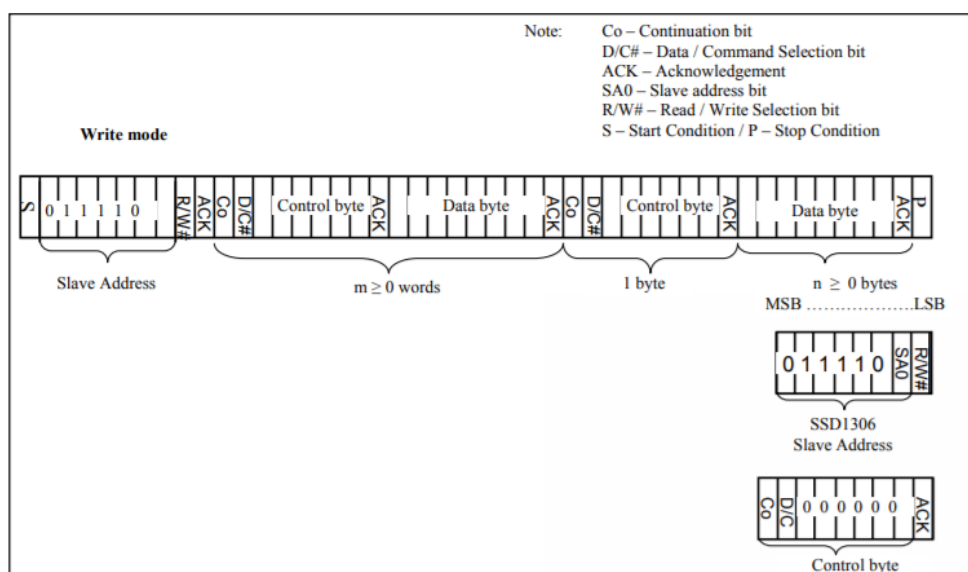 Note: Co – Continuation bit
D/C# – Data / Command Selection bit
ACK – Acknowledgement
SA0 – Slave address bit
R/W# – Read / Write Selection bit
S – Start Condition / P – Stop Condition
Write mode
S 0 1 1 1 1 0 R/W# ACK Co D/C# Control byte ACK Data byte ACK Co D/C# Control byte ACK Data byte ACK P
Slave Address m ≥ 0 words 1 byte n ≥ 0 bytes
MSB ....................LSB
0 1 1 1 1 0 SA0 R/W#
SSD1306
Slave Address
Co D/C 0 0 0 0 0 0 ACK
Control byte